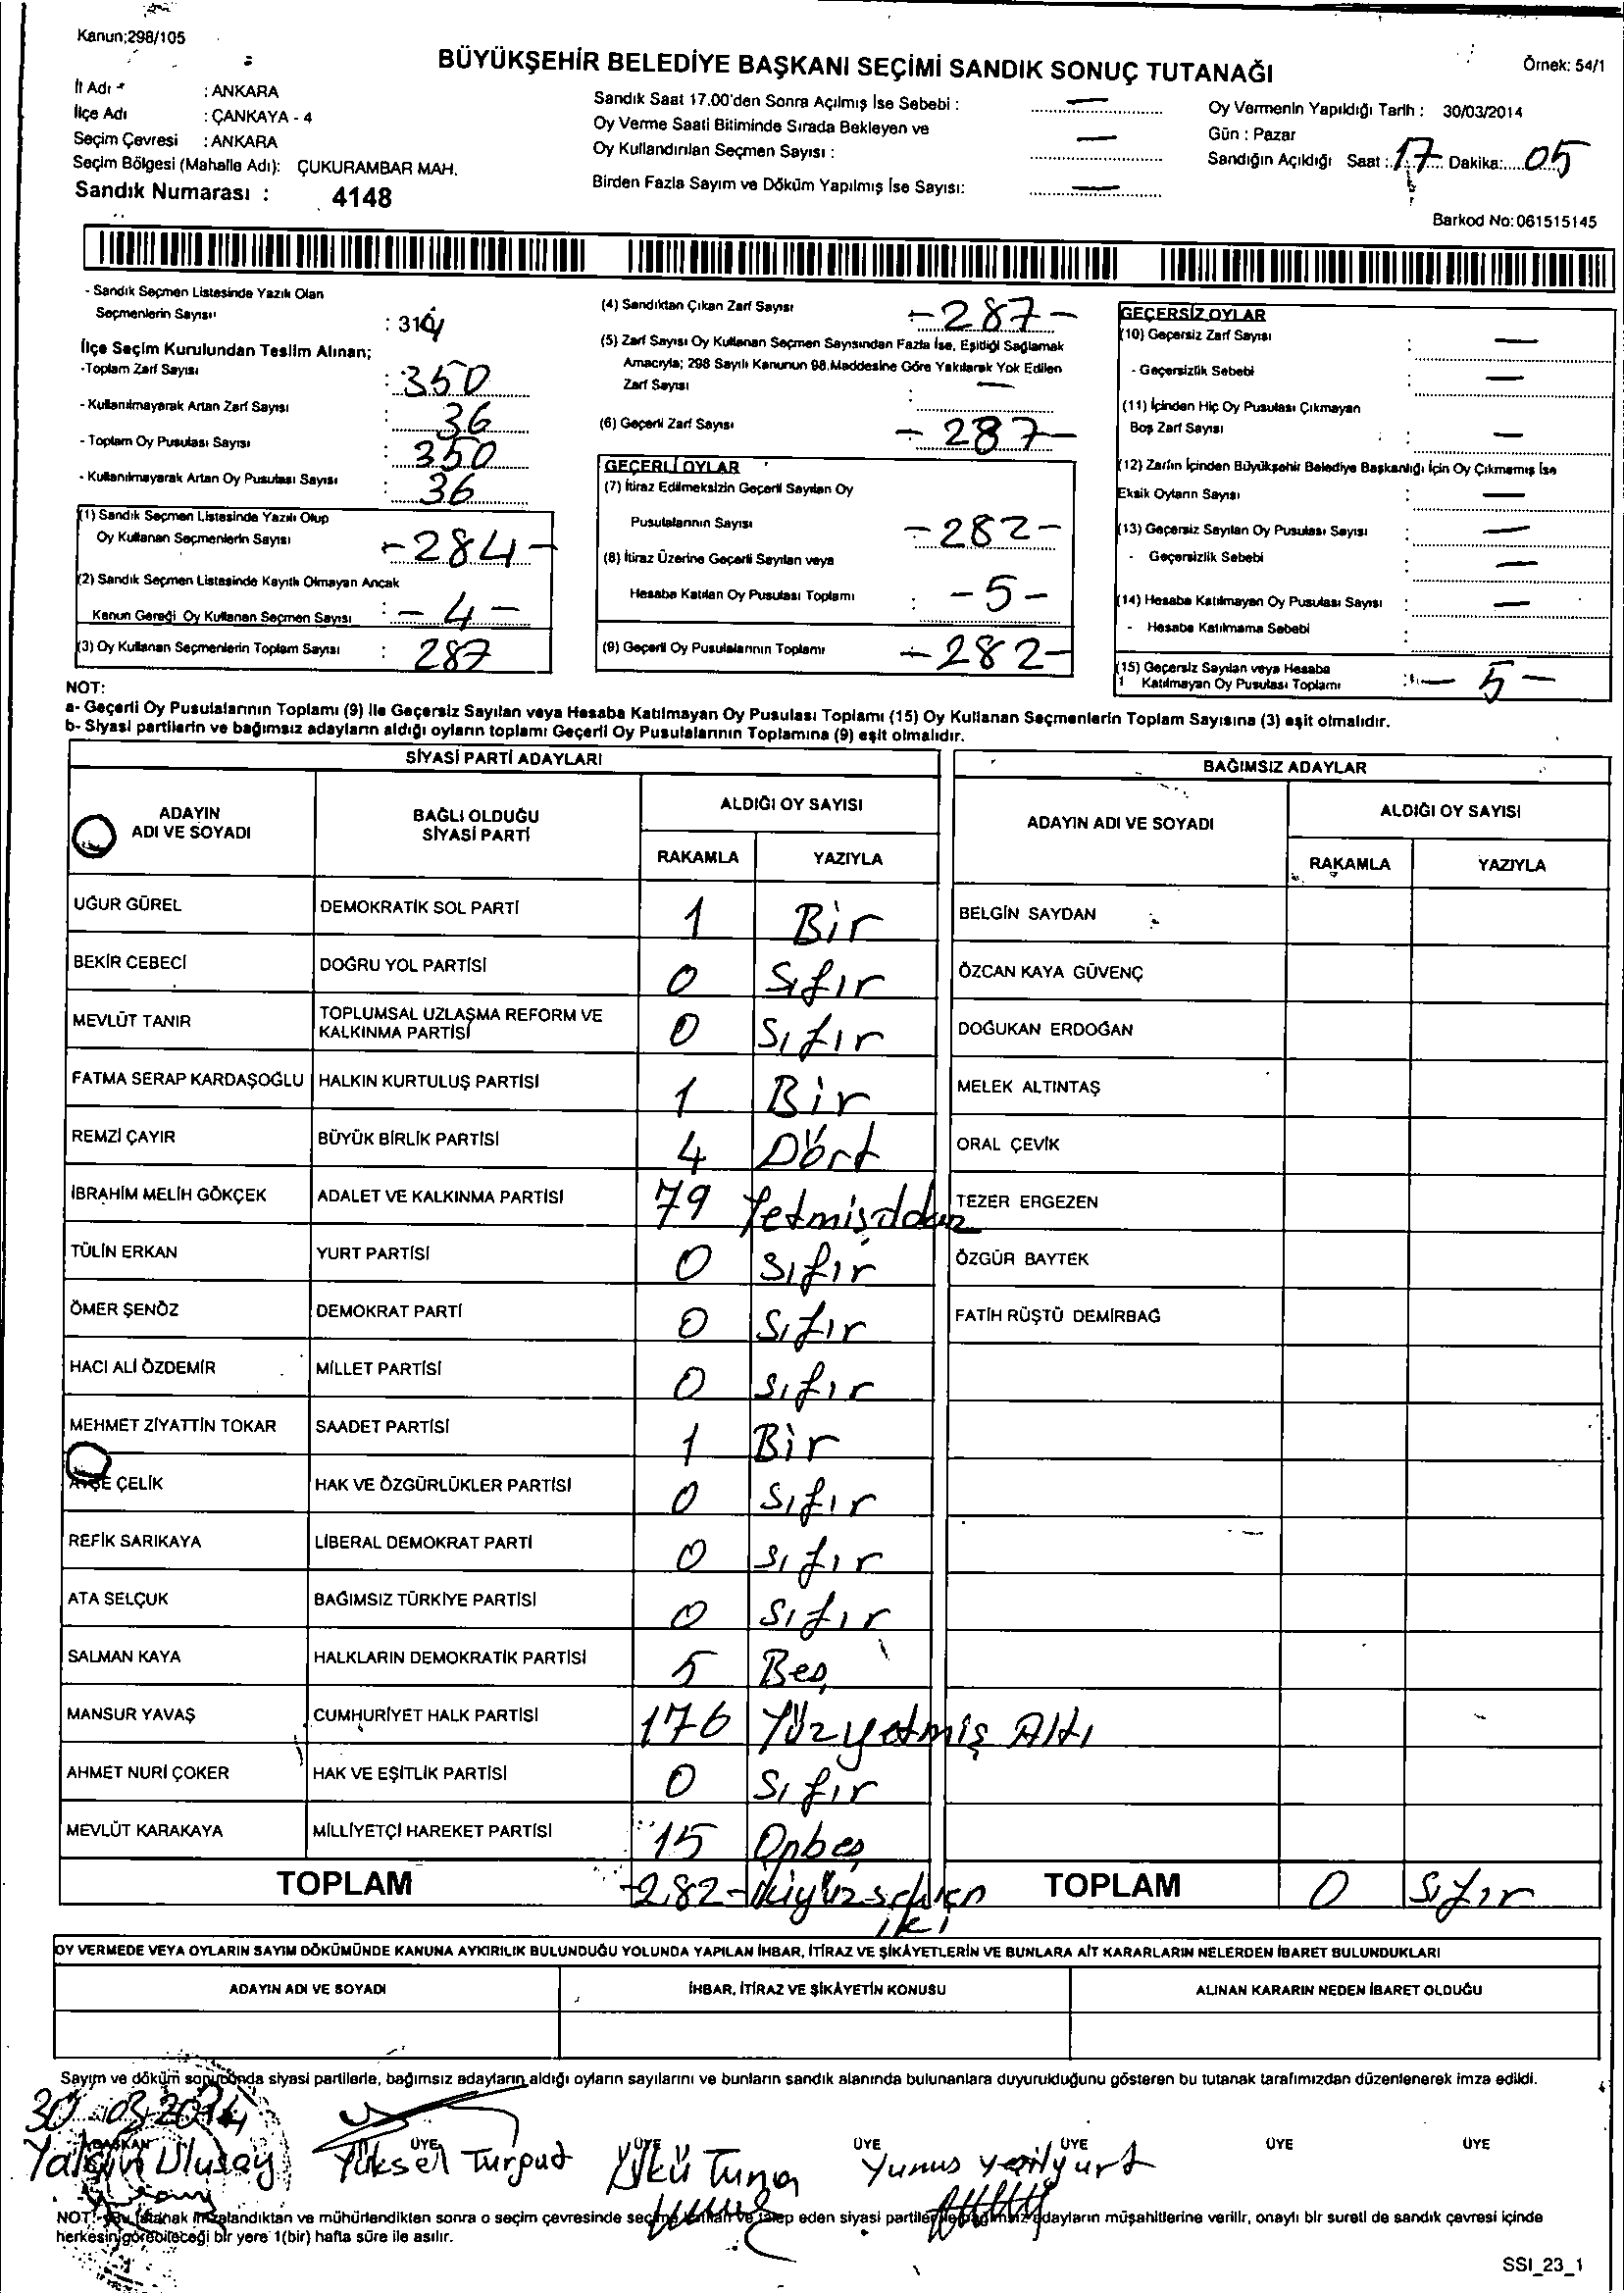 Kanun;298/105
BÜYÜKŞEHİR BELEDİYE BAŞKANI SEÇİMİ SANDIK SONUÇ TUTANAĞI
Örnek: 54/1
İl Adı : ANKARA
İlçe Adı : ÇANKAYA - 4
Seçim Çevresi : ANKARA
Seçim Bölgesi (Mahalle Adı): ÇUKURAMBAR MAH.
Sandık Numarası : 4148
Sandık Saat 17.00'den Sonra Açılmış İse Sebebi : —
Oy Verme Saati Bitiminde Sırada Bekleyen ve
Oy Kullandırılan Seçmen Sayısı : —
Birden Fazla Sayım ve Döküm Yapılmış İse Sayısı: —
Oy Vermenin Yapıldığı Tarih : 30/03/2014
Gün : Pazar
Sandığın Açıldığı Saat : 17 Dakika: 05
Barkod No: 061515145
- Sandık Seçmen Listesinde Yazılı Olan
Seçmenlerin Sayısı : 314
İlçe Seçim Kurulundan Teslim Alınan;
-Toplam Zarf Sayısı : 350
- Kullanılmayarak Artan Zarf Sayısı : 36
- Toplam Oy Pusulası Sayısı : 350
- Kullanılmayarak Artan Oy Pusulası Sayısı : 36
(1) Sandık Seçmen Listesinde Yazılı Olup
Oy Kullanan Seçmenlerin Sayısı - 284 -
(2) Sandık Seçmen Listesinde Kayıtlı Olmayan Ancak
Kanun Gereği Oy Kullanan Seçmen Sayısı : - 4 -
(3) Oy Kullanan Seçmenlerin Toplam Sayısı : 287
(4) Sandıktan Çıkan Zarf Sayısı - 287 -
(5) Zarf Sayısı Oy Kullanan Seçmen Sayısından Fazla İse, Eşitliği Sağlamak
Amacıyla; 298 Sayılı Kanunun 98.Maddesine Göre Yakılarak Yok Edilen
Zarf Sayısı : —
(6) Geçerli Zarf Sayısı - 287 -
GEÇERLİ OYLAR
(7) İtiraz Edilmeksizin Geçerli Sayılan Oy
Pusulalarının Sayısı - 282 -
(8) İtiraz Üzerine Geçerli Sayılan veya
Hesaba Katılan Oy Pusulası Toplamı : - 5 -
(9) Geçerli Oy Pusulalarının Toplamı - 282 -
GEÇERSİZ OYLAR
(10) Geçersiz Zarf Sayısı : —
- Geçersizlik Sebebi : —
(11) İçinden Hiç Oy Pusulası Çıkmayan
Boş Zarf Sayısı : —
(12) Zarfın İçinden Büyükşehir Belediye Başkanlığı İçin Oy Çıkmamış İse
Eksik Oyların Sayısı : —
(13) Geçersiz Sayılan Oy Pusulası Sayısı : —
- Geçersizlik Sebebi —
(14) Hesaba Katılmayan Oy Pusulası Sayısı : —
- Hesaba Katılmama Sebebi :
(15) Geçersiz Sayılan veya Hesaba
Katılmayan Oy Pusulası Toplamı : - 5 -
NOT:
a- Geçerli Oy Pusulalarının Toplamı (9) ile Geçersiz Sayılan veya Hesaba Katılmayan Oy Pusulası Toplamı (15) Oy Kullanan Seçmenlerin Toplam Sayısına (3) eşit olmalıdır.
b- Siyasi partilerin ve bağımsız adayların aldığı oyların toplamı Geçerli Oy Pusulalarının Toplamına (9) eşit olmalıdır.
SİYASİ PARTİ ADAYLARI
BAĞIMSIZ ADAYLAR
ADAYIN ADI VE SOYADI
BAĞLI OLDUĞU SİYASİ PARTİ
ALDIĞI OY SAYISI
RAKAMLA YAZIYLA
ADAYIN ADI VE SOYADI
ALDIĞI OY SAYISI
RAKAMLA YAZIYLA
UĞUR GÜREL DEMOKRATİK SOL PARTİ 1 Bir BELGİN SAYDAN
BEKİR CEBECİ DOĞRU YOL PARTİSİ 0 Sıfır ÖZCAN KAYA GÜVENÇ
MEVLÜT TANIR TOPLUMSAL UZLAŞMA REFORM VE KALKINMA PARTİSİ 0 Sıfır DOĞUKAN ERDOĞAN
FATMA SERAP KARDAŞOĞLU HALKIN KURTULUŞ PARTİSİ 1 Bir MELEK ALTINTAŞ
REMZİ ÇAYIR BÜYÜK BİRLİK PARTİSİ 4 Dört ORAL ÇEVİK
İBRAHİM MELİH GÖKÇEK ADALET VE KALKINMA PARTİSİ 79 TEZER ERGEZEN
TÜLİN ERKAN YURT PARTİSİ 0 Sıfır ÖZGÜR BAYTEK
ÖMER ŞENÖZ DEMOKRAT PARTİ 0 Sıfır FATİH RÜŞTÜ DEMİRBAĞ
HACI ALİ ÖZDEMİR MİLLET PARTİSİ 0 Sıfır
MEHMET ZİYATTİN TOKAR SAADET PARTİSİ 1 Bir
AYŞE ÇELİK HAK VE ÖZGÜRLÜKLER PARTİSİ 0 Sıfır
REFİK SARIKAYA LİBERAL DEMOKRAT PARTİ 0 Sıfır
ATA SELÇUK BAĞIMSIZ TÜRKİYE PARTİSİ 0 Sıfır
SALMAN KAYA HALKLARIN DEMOKRATİK PARTİSİ 5 Beş
MANSUR YAVAŞ CUMHURİYET HALK PARTİSİ 176 Yüzyetmiş Altı
AHMET NURİ ÇOKER HAK VE EŞİTLİK PARTİSİ 0 Sıfır
MEVLÜT KARAKAYA MİLLİYETÇİ HAREKET PARTİSİ 15 Onbeş
TOPLAM -282- iki TOPLAM 0 Sıfır
OY VERMEDE VEYA OYLARIN SAYIM DÖKÜMÜNDE KANUNA AYKIRILIK BULUNDUĞU YOLUNDA YAPILAN İHBAR, İTİRAZ VE ŞİKÂYETLERİN VE BUNLARA AİT KARARLARIN NELERDEN İBARET BULUNDUKLARI
ADAYIN ADI VE SOYADI İHBAR, İTİRAZ VE ŞİKÂYETİN KONUSU ALINAN KARARIN NEDEN İBARET OLDUĞU
Sayım ve döküm sonucunda siyasi partilerle, bağımsız adayların aldığı oyların sayılarını ve bunların sandık alanında bulunanlara duyurulduğunu gösteren bu tutanak tarafımızdan düzenlenerek imza edildi.
30.03.2014
BAŞKAN ÜYE ÜYE ÜYE ÜYE ÜYE ÜYE
Yalçın Ulusoy Yüksel Turgut Ülkü Tuna Yunus Yeşilyurt
NOT:- Bu tutanak imzalandıktan ve mühürlendikten sonra o seçim çevresinde seçime katılan ve talep eden siyasi partiler bağımsız adayların müşahitlerine verilir, onaylı bir sureti de sandık çevresi içinde
herkesin görebileceği bir yere 1(bir) hafta süre ile asılır.
SSI_23_1